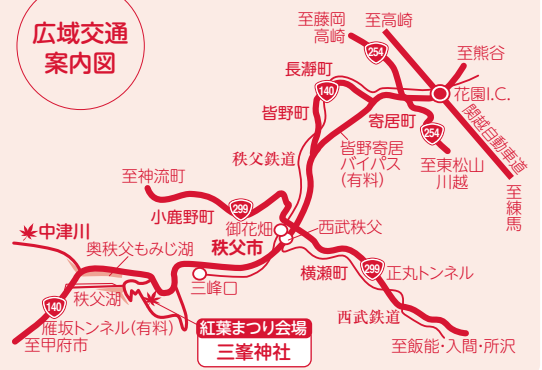 広域交通
案内図
至藤岡
高崎
至高崎
254
至熊谷
長瀞町
140
花園I.C.
皆野町
寄居町
関越自動車道
254
皆野寄居
バイパス
(有料)
秩父鉄道
至東松山
川越
至練馬
至神流町
299
小鹿野町
御花畑
西武秩父
秩父市
中津川
奥秩父もみじ湖
横瀬町
299
正丸トンネル
三峰口
秩父湖
140
雁坂トンネル(有料)
至甲府市
紅葉まつり会場
三峯神社
西武鉄道
至飯能・入間・所沢